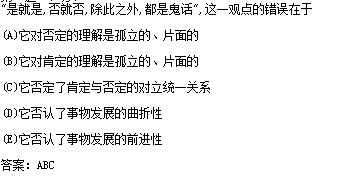 "是就是,否就否,除此之外,都是鬼话",这一观点的错误在于
(A)它对否定的理解是孤立的、片面的
(B)它对肯定的理解是孤立的、片面的
(C)它否定了肯定与否定的对立统一关系
(D)它否认了事物发展的曲折性
(E)它否认了事物发展的前进性
答案: ABC